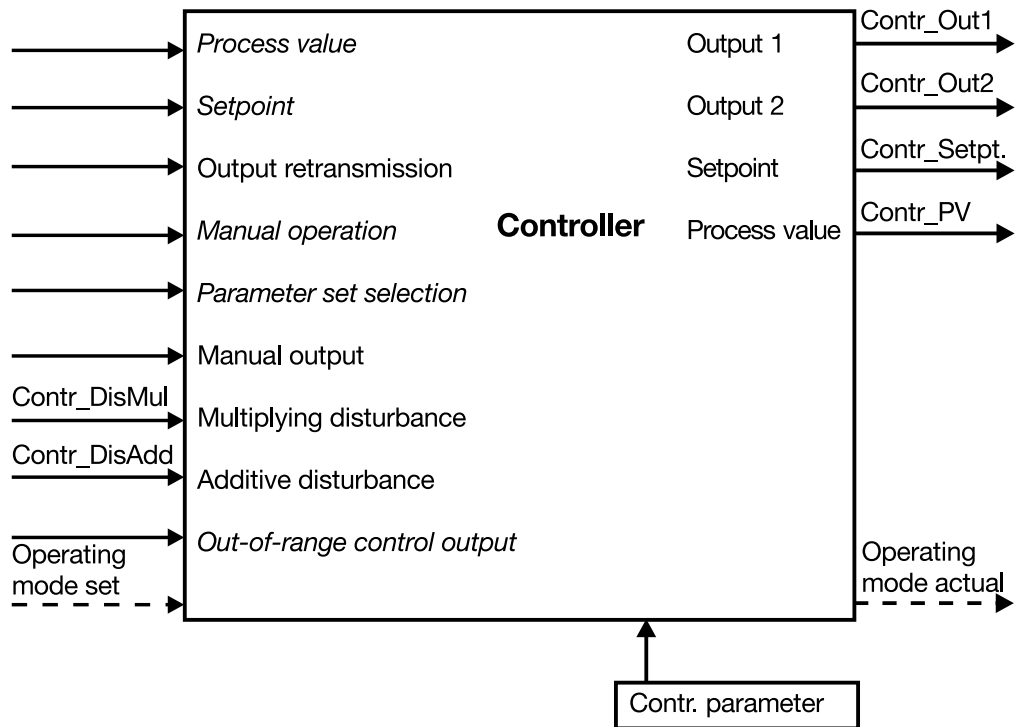 Process value
Setpoint
Output retransmission
Manual operation
Parameter set selection
Manual output
Contr_DisMul
Multiplying disturbance
Contr_DisAdd
Additive disturbance
Out-of-range control output
Operating
mode set
Controller
Output 1
Output 2
Setpoint
Process value
Contr_Out1
Contr_Out2
Contr_Setpt.
Contr_PV
Operating
mode actual
Contr. parameter